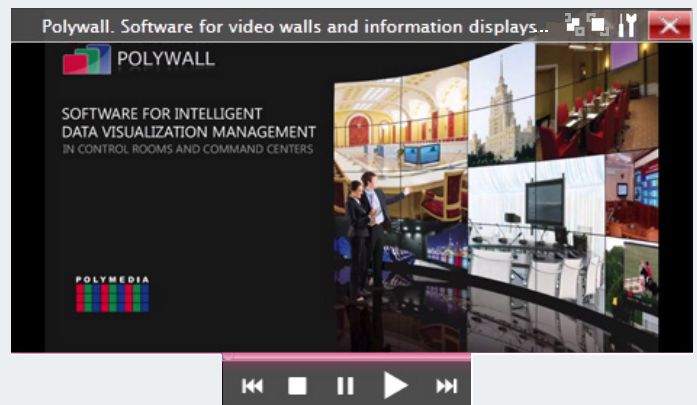 Polywall. Software for video walls and information displays...
POLYWALL
SOFTWARE FOR INTELLIGENT
DATA VISUALIZATION MANAGEMENT
IN CONTROL ROOMS AND COMMAND CENTERS
POLYMEDIA